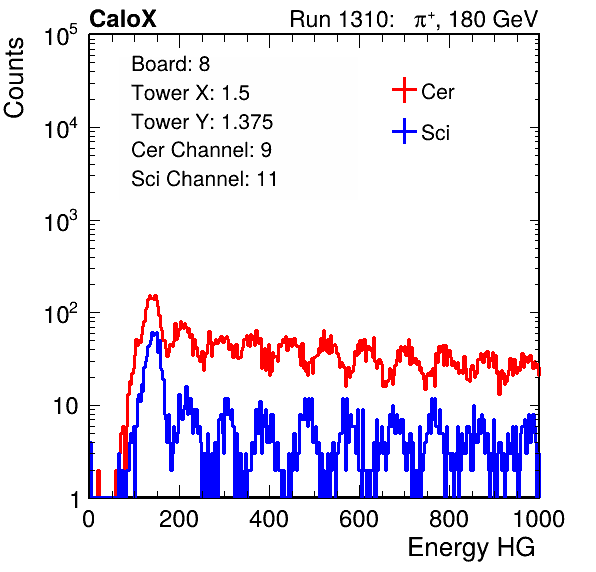 CaloX Run 1310: π⁺, 180 GeV
Board: 8
Tower X: 1.5
Tower Y: 1.375
Cer Channel: 9
Sci Channel: 11
Cer
Sci
Counts
10⁵
10⁴
10³
10²
10
1
0 200 400 600 800 1000
Energy HG